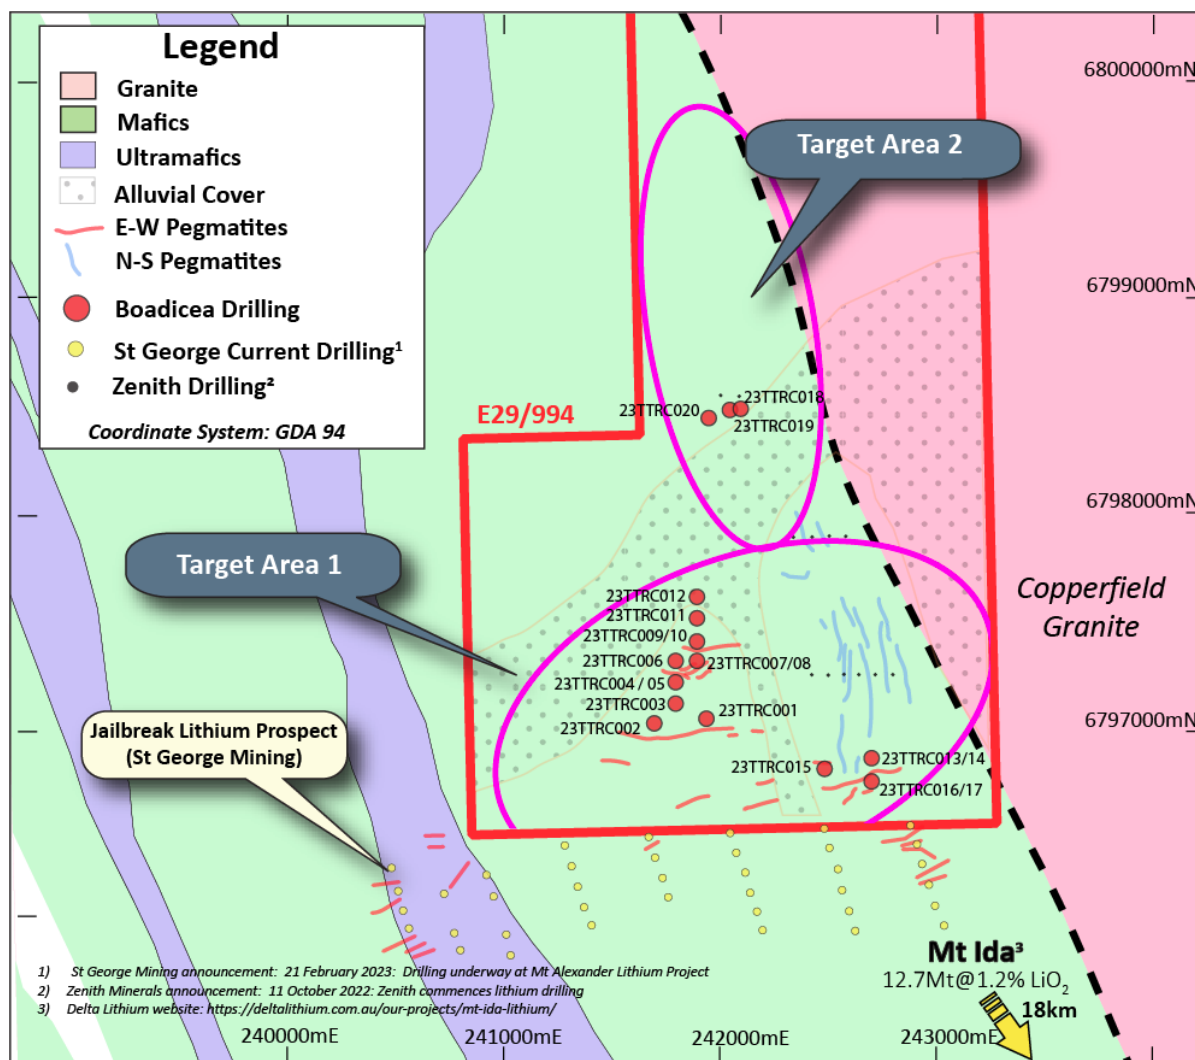 Legend
Granite
Mafics
Ultramafics
Alluvial Cover
E-W Pegmatites
N-S Pegmatites
Boadicea Drilling
St George Current Drilling¹
Zenith Drilling²
Coordinate System: GDA 94
6800000mN
Target Area 2
6799000mN
E29/994
23TTRC018
23TTRC020
23TTRC019
6798000mN
Target Area 1
Copperfield
Granite
23TTRC012
23TTRC011
23TTRC009/10
23TTRC006
23TTRC007/08
23TTRC004 / 05
23TTRC003
23TTRC001
23TTRC002
6797000mN
Jailbreak Lithium Prospect
(St George Mining)
23TTRC015
23TTRC013/14
23TTRC016/17
Mt Ida³
12.7Mt@1.2% LiO₂
18km
1) St George Mining announcement: 21 February 2023: Drilling underway at Mt Alexander Lithium Project
2) Zenith Minerals announcement: 11 October 2022: Zenith commences lithium drilling
3) Delta Lithium website: https://deltalithium.com.au/our-projects/mt-ida-lithium/
240000mE
241000mE
242000mE
243000mE